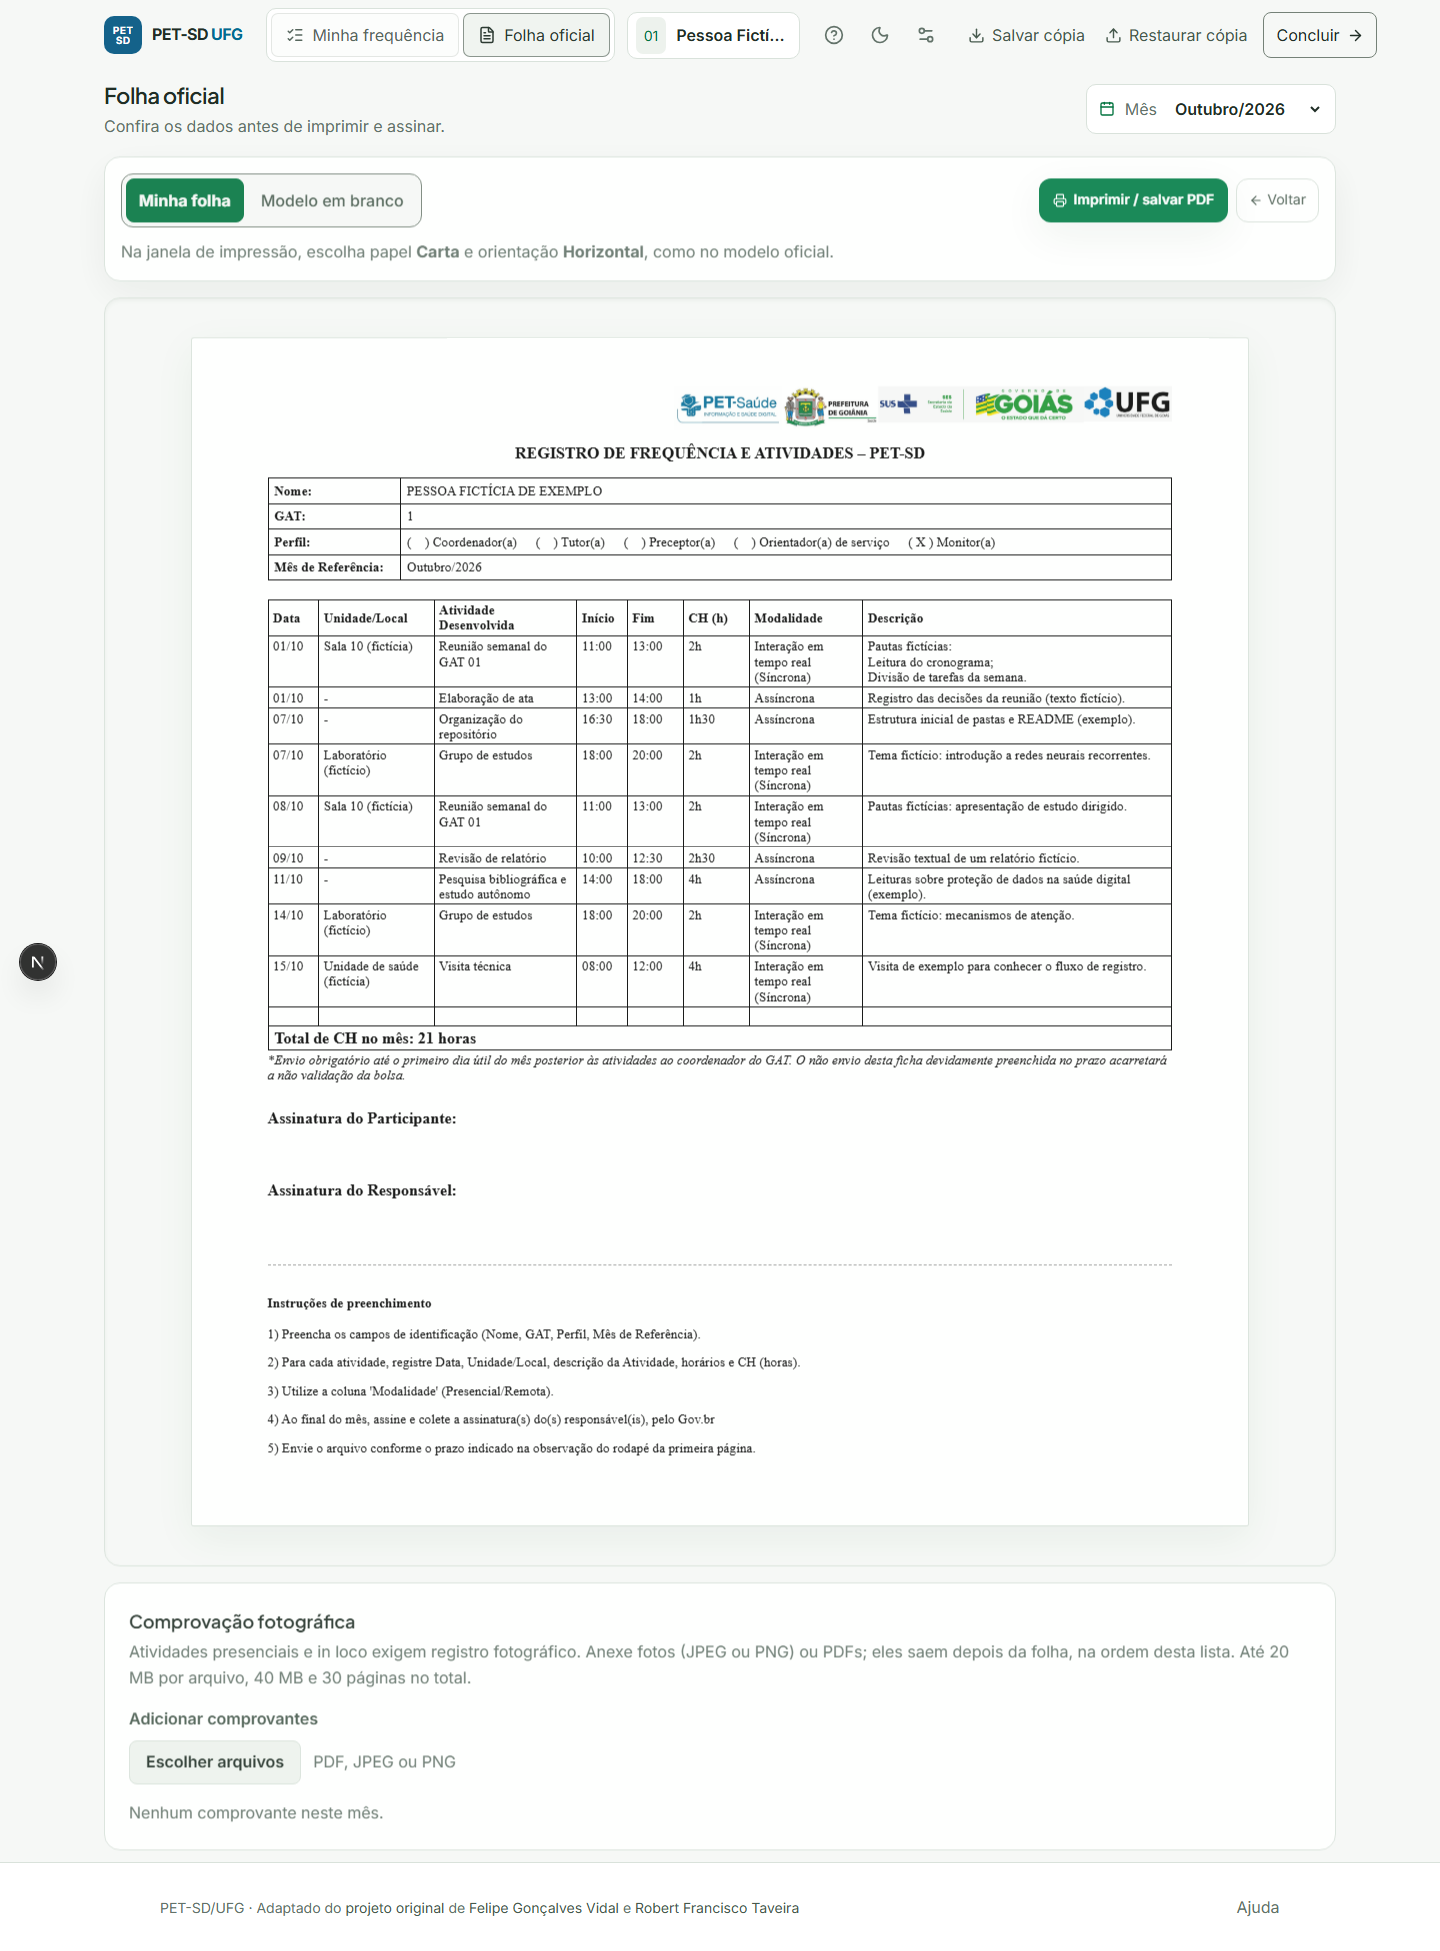 PET SD
PET-SD UFG
Minha frequência
Folha oficial
01
Pessoa Fictí...
Salvar cópia
Restaurar cópia
Concluir
Folha oficial
Confira os dados antes de imprimir e assinar.
Mês Outubro/2026
Minha folha
Modelo em branco
Imprimir / salvar PDF
Voltar
Na janela de impressão, escolha papel Carta e orientação Horizontal, como no modelo oficial.
PET-Saúde
INFORMAÇÃO E SAÚDE DIGITAL
PREFEITURA
DE GOIÂNIA
SUS
SES
GOVERNO DE
GOIÁS
O ESTADO QUE DÁ CERTO
UFG
UNIVERSIDADE FEDERAL DE GOIÁS
REGISTRO DE FREQUÊNCIA E ATIVIDADES – PET-SD
Nome: PESSOA FICTÍCIA DE EXEMPLO
GAT: 1
Perfil: ( ) Coordenador(a) ( ) Tutor(a) ( ) Preceptor(a) ( ) Orientador(a) de serviço ( X ) Monitor(a)
Mês de Referência: Outubro/2026
Data Unidade/Local Atividade Desenvolvida Início Fim CH (h) Modalidade Descrição
01/10 Sala 10 (fictícia) Reunião semanal do GAT 01 11:00 13:00 2h Interação em tempo real (Síncrona) Pautas fictícias: Leitura do cronograma; Divisão de tarefas da semana.
01/10 - Elaboração de ata 13:00 14:00 1h Assíncrona Registro das decisões da reunião (texto fictício).
07/10 - Organização do repositório 16:30 18:00 1h30 Assíncrona Estrutura inicial de pastas e README (exemplo).
07/10 Laboratório (fictício) Grupo de estudos 18:00 20:00 2h Interação em tempo real (Síncrona) Tema fictício: introdução a redes neurais recorrentes.
08/10 Sala 10 (fictícia) Reunião semanal do GAT 01 11:00 13:00 2h Interação em tempo real (Síncrona) Pautas fictícias: apresentação de estudo dirigido.
09/10 - Revisão de relatório 10:00 12:30 2h30 Assíncrona Revisão textual de um relatório fictício.
11/10 - Pesquisa bibliográfica e estudo autônomo 14:00 18:00 4h Assíncrona Leituras sobre proteção de dados na saúde digital (exemplo).
14/10 Laboratório (fictício) Grupo de estudos 18:00 20:00 2h Interação em tempo real (Síncrona) Tema fictício: mecanismos de atenção.
15/10 Unidade de saúde (fictícia) Visita técnica 08:00 12:00 4h Interação em tempo real (Síncrona) Visita de exemplo para conhecer o fluxo de registro.
Total de CH no mês: 21 horas
*Envio obrigatório até o primeiro dia útil do mês posterior às atividades ao coordenador do GAT. O não envio desta ficha devidamente preenchida no prazo acarretará
a não validação da bolsa.
Assinatura do Participante:
Assinatura do Responsável:
Instruções de preenchimento
1) Preencha os campos de identificação (Nome, GAT, Perfil, Mês de Referência).
2) Para cada atividade, registre Data, Unidade/Local, descrição da Atividade, horários e CH (horas).
3) Utilize a coluna 'Modalidade' (Presencial/Remota).
4) Ao final do mês, assine e colete a assinatura(s) do(s) responsável(is), pelo Gov.br
5) Envie o arquivo conforme o prazo indicado na observação do rodapé da primeira página.
N
Comprovação fotográfica
Atividades presenciais e in loco exigem registro fotográfico. Anexe fotos (JPEG ou PNG) ou PDFs; eles saem depois da folha, na ordem desta lista. Até 20
MB por arquivo, 40 MB e 30 páginas no total.
Adicionar comprovantes
Escolher arquivos
PDF, JPEG ou PNG
Nenhum comprovante neste mês.
PET-SD/UFG · Adaptado do projeto original de Felipe Gonçalves Vidal e Robert Francisco Taveira
Ajuda